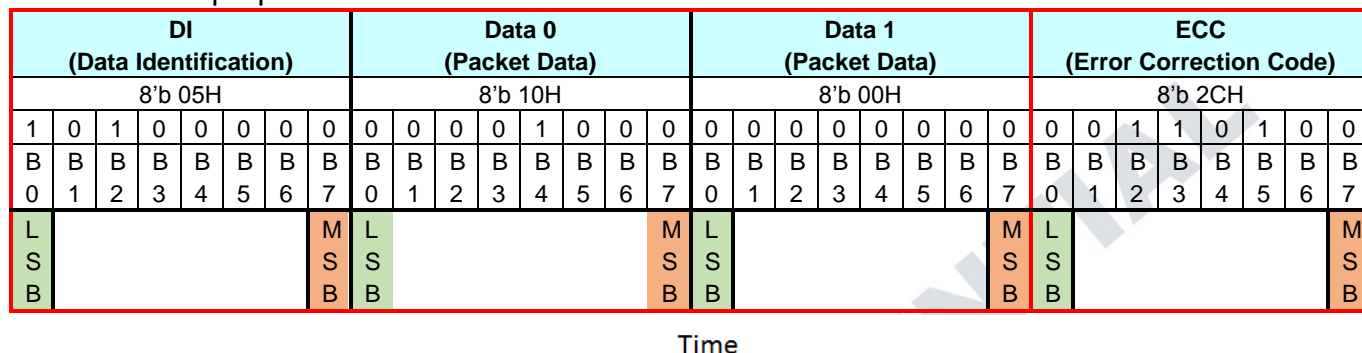 DI Data 0 Data 1 ECC
(Data Identification) (Packet Data) (Packet Data) (Error Correction Code)
8’b 05H 8’b 10H 8’b 00H 8’b 2CH
1 0 1 0 0 0 0 0 0 0 0 0 1 0 0 0 0 0 0 0 0 0 0 0 0 0 1 1 0 1 0 0
B B B B B B B B B B B B B B B B B B B B B B B B B B B B B B B B
0 1 2 3 4 5 6 7 0 1 2 3 4 5 6 7 0 1 2 3 4 5 6 7 0 1 2 3 4 5 6 7
L M L M L M L M
S S S S S S S S
B B B B B B B B
Time